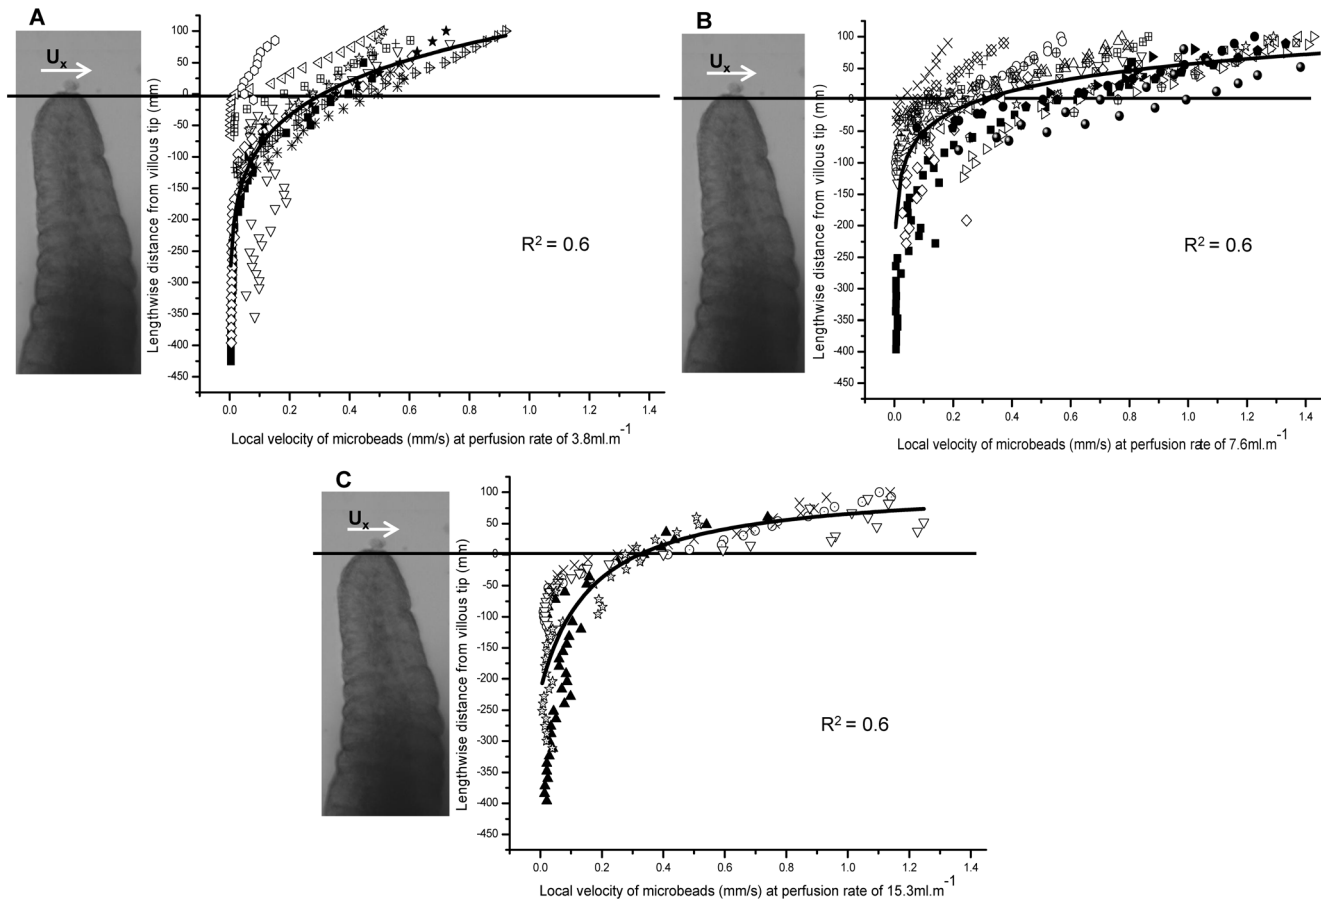 A
U_x
Lengthwise distance from villous tip (mm)
100
50
0
-50
-100
-150
-200
-250
-300
-350
-400
-450
R² = 0.6
0.0 0.2 0.4 0.6 0.8 1.0 1.2 1.4
Local velocity of microbeads (mm/s) at perfusion rate of 3.8ml.m⁻¹
B
U_x
Lengthwise distance from villous tip (mm)
100
50
0
-50
-100
-150
-200
-250
-300
-350
-400
-450
R² = 0.6
0.0 0.2 0.4 0.6 0.8 1.0 1.2 1.4
Local velocity of microbeads (mm/s) at perfusion rate of 7.6ml.m⁻¹
C
U_x
Lengthwise distance from villous tip (mm)
100
50
0
-50
-100
-150
-200
-250
-300
-350
-400
-450
R² = 0.6
0.0 0.2 0.4 0.6 0.8 1.0 1.2 1.4
Local velocity of microbeads (mm/s) at perfusion rate of 15.3ml.m⁻¹